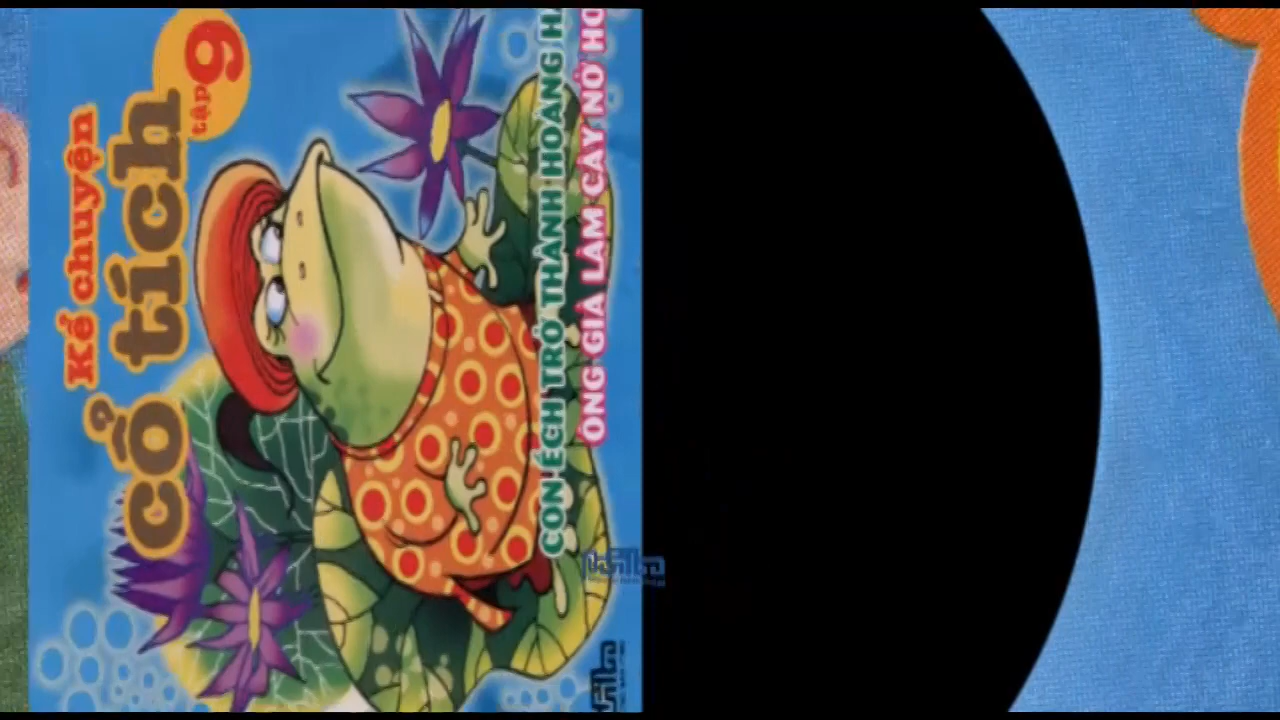 Kể chuyện
cổ tích
tập 9
CON ẾCH TRỞ THÀNH HOÀNG
ÔNG GIÀ LÀM CÂY NỞ